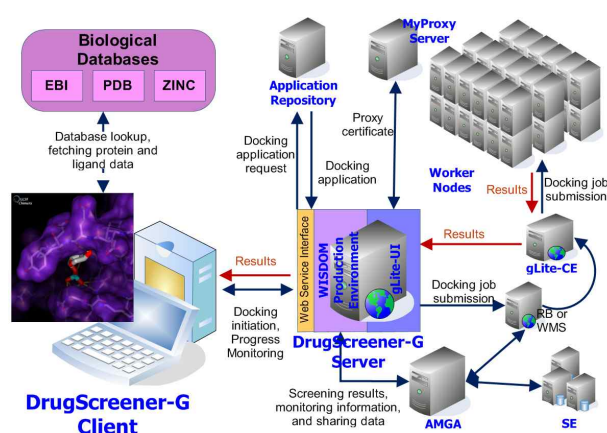 Biological
Databases
EBI
PDB
ZINC
Database lookup,
fetching protein and
ligand data
Application
Repository
MyProxy
Server
Docking
application
request
Docking
application
Proxy
certificate
Worker
Nodes
Results
Docking job
submission
Results
gLite-CE
Web Service Interface
WISDOM
Production
Environment
gLite-UI
Results
Docking
initiation,
Progress
Monitoring
Docking job
submission
RB or
WMS
DrugScreener-G
Server
DrugScreener-G
Client
Screening results,
monitoring information,
and sharing data
AMGA
SE